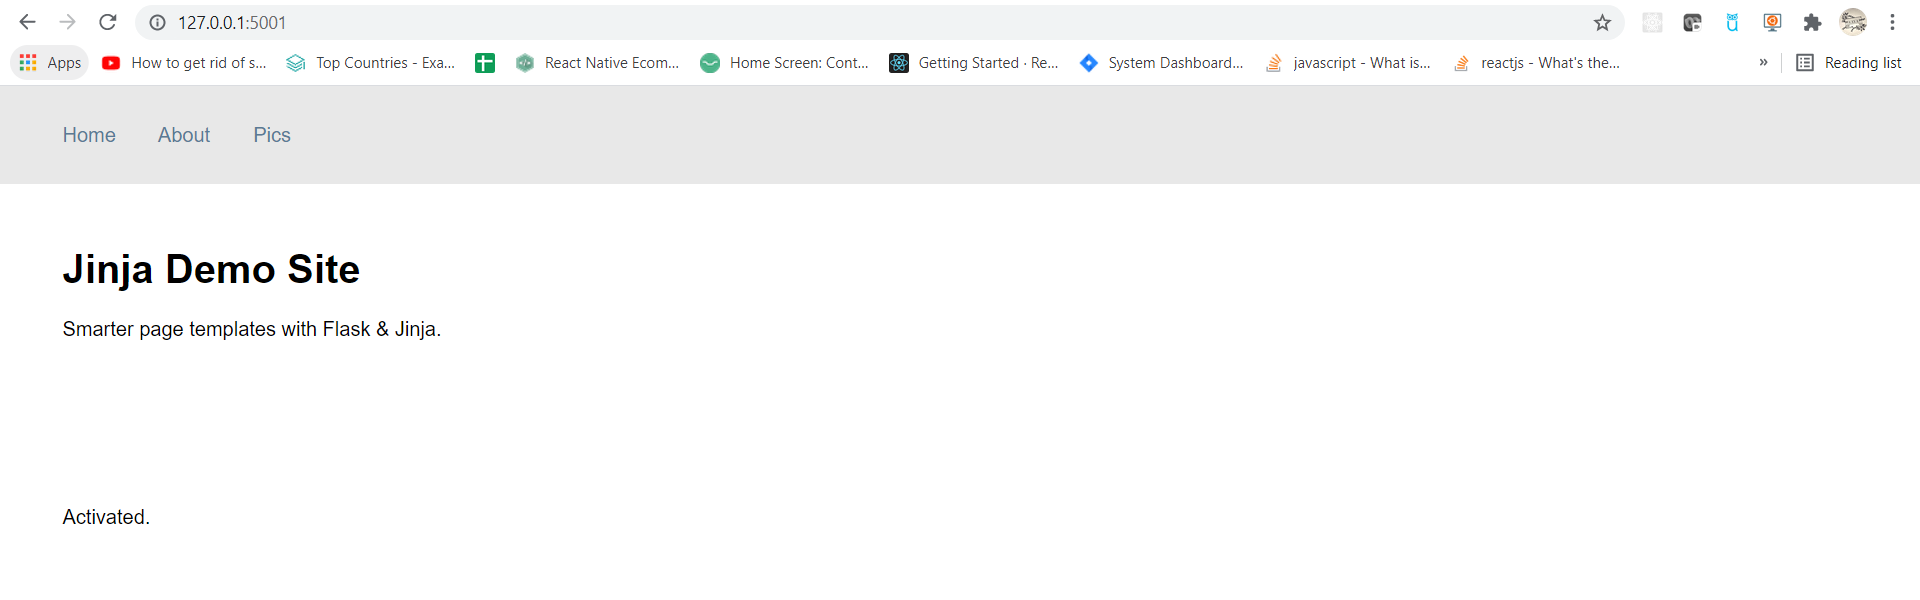 127.0.0.1:5001
Apps How to get rid of s... Top Countries - Exa... React Native Ecom... Home Screen: Cont... Getting Started · Re... System Dashboard... javascript - What is... reactjs - What's the... » Reading list
Home About Pics
Jinja Demo Site
Smarter page templates with Flask & Jinja.
Activated.